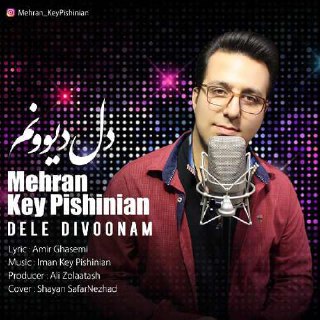 Mehran_KeyPishinian
دل دیوونم
Mehran
Key Pishinian
DELE DIVOONAM
Lyric : Amir Ghasemi
Music : Iman Key Pishinian
Producer : Ali Zolaatash
Cover : Shayan SafarNezhad